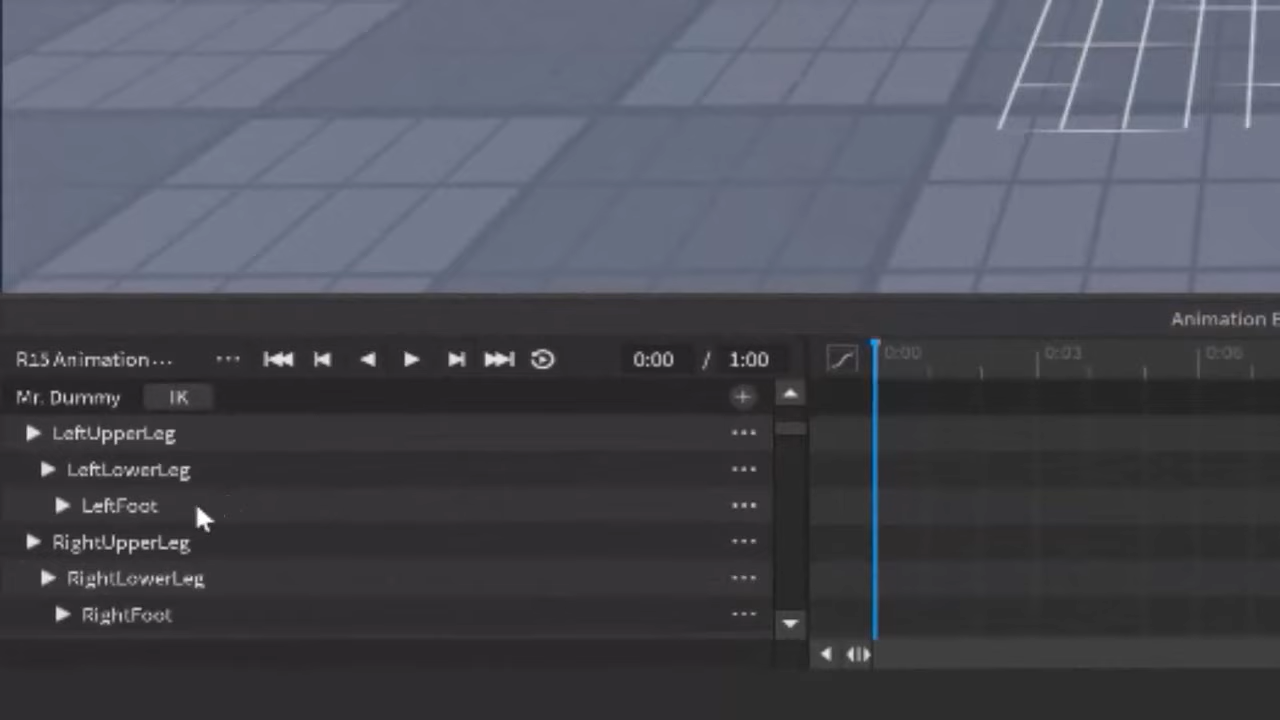 Animation E
R15 Animation...
0:00 / 1:00
0:00 0:03 0:06
Mr. Dummy IK
LeftUpperLeg
LeftLowerLeg
LeftFoot
RightUpperLeg
RightLowerLeg
RightFoot